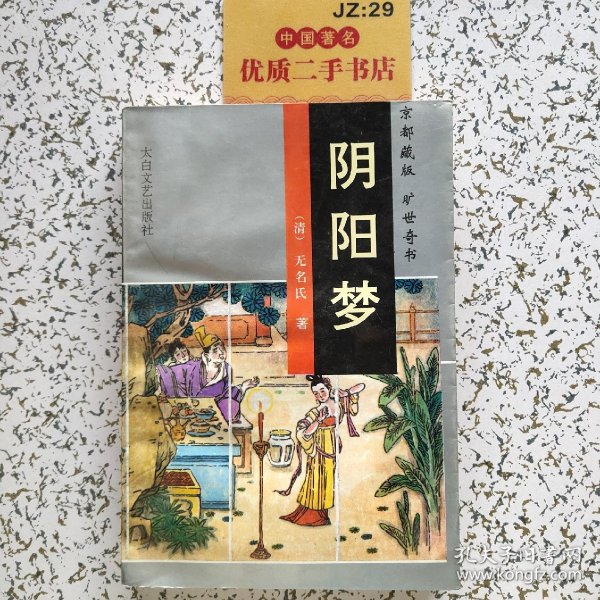 JZ:29
中国著名
优质二手书店
京都藏版 旷世奇书
阴阳梦
(清) 无名氏 著
太白文艺出版社
孔夫子旧书网
www.kongfz.com